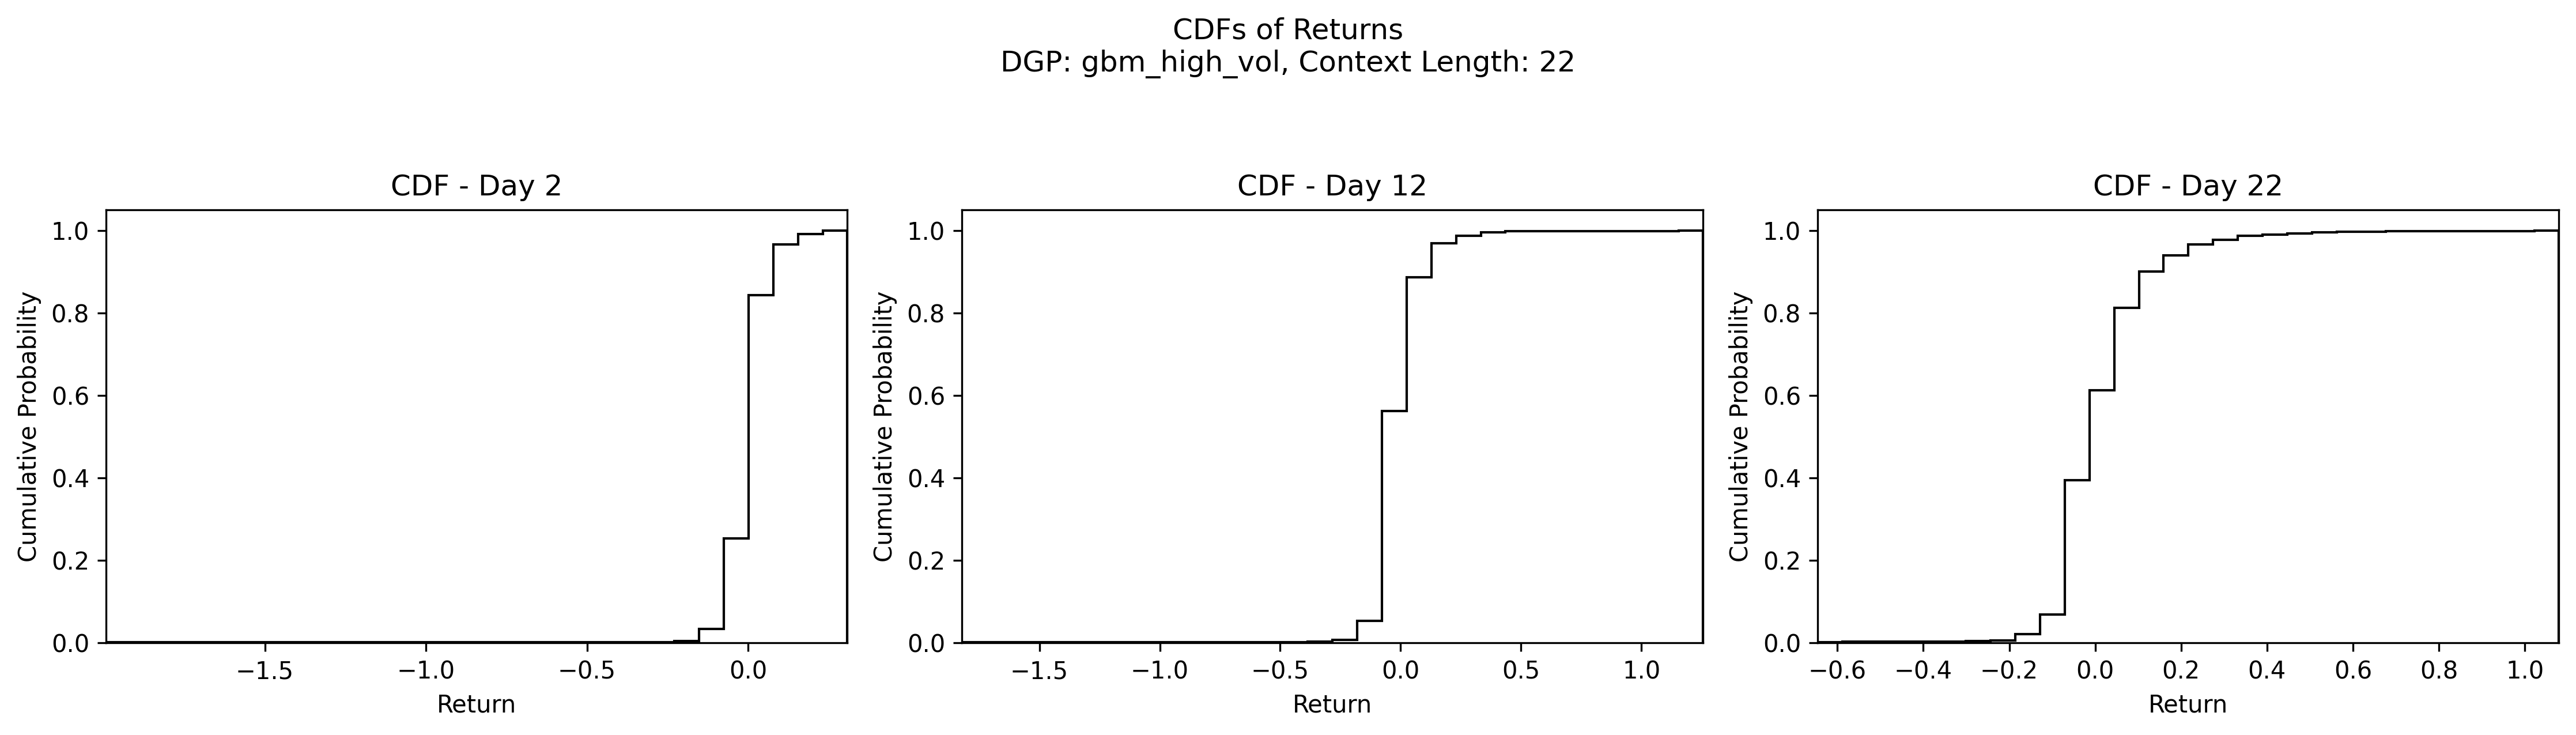 CDFs of Returns
DGP: gbm_high_vol, Context Length: 22
CDF - Day 2
1.0
0.8
0.6
0.4
0.2
0.0
Cumulative Probability
−1.5 −1.0 −0.5 0.0
Return
CDF - Day 12
1.0
0.8
0.6
0.4
0.2
0.0
Cumulative Probability
−1.5 −1.0 −0.5 0.0 0.5 1.0
Return
CDF - Day 22
1.0
0.8
0.6
0.4
0.2
0.0
Cumulative Probability
−0.6 −0.4 −0.2 0.0 0.2 0.4 0.6 0.8 1.0
Return